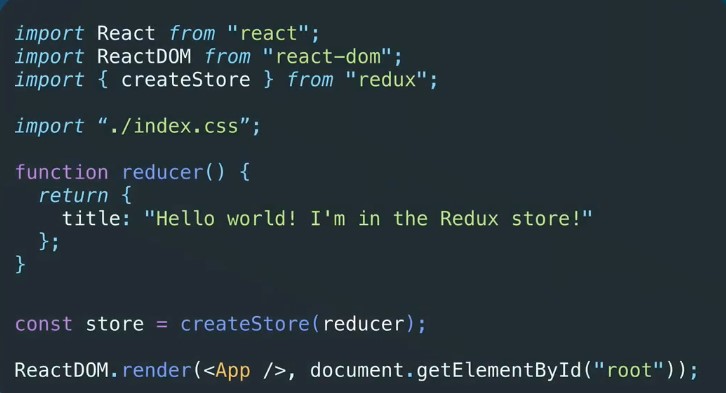 import React from "react";
import ReactDOM from "react-dom";
import { createStore } from "redux";
import “./index.css”;
function reducer() {
  return {
    title: "Hello world! I'm in the Redux store!"
  };
}
const store = createStore(reducer);
ReactDOM.render(<App />, document.getElementById("root"));